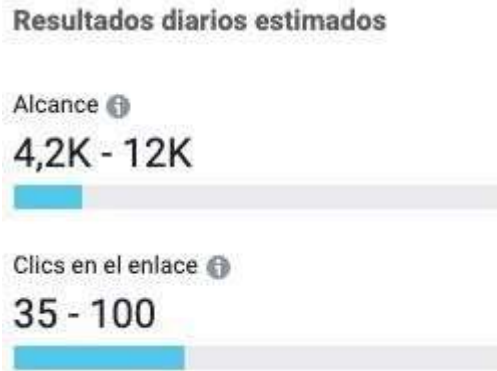 Resultados diarios estimados
Alcance
4,2K - 12K
Clics en el enlace
35 - 100